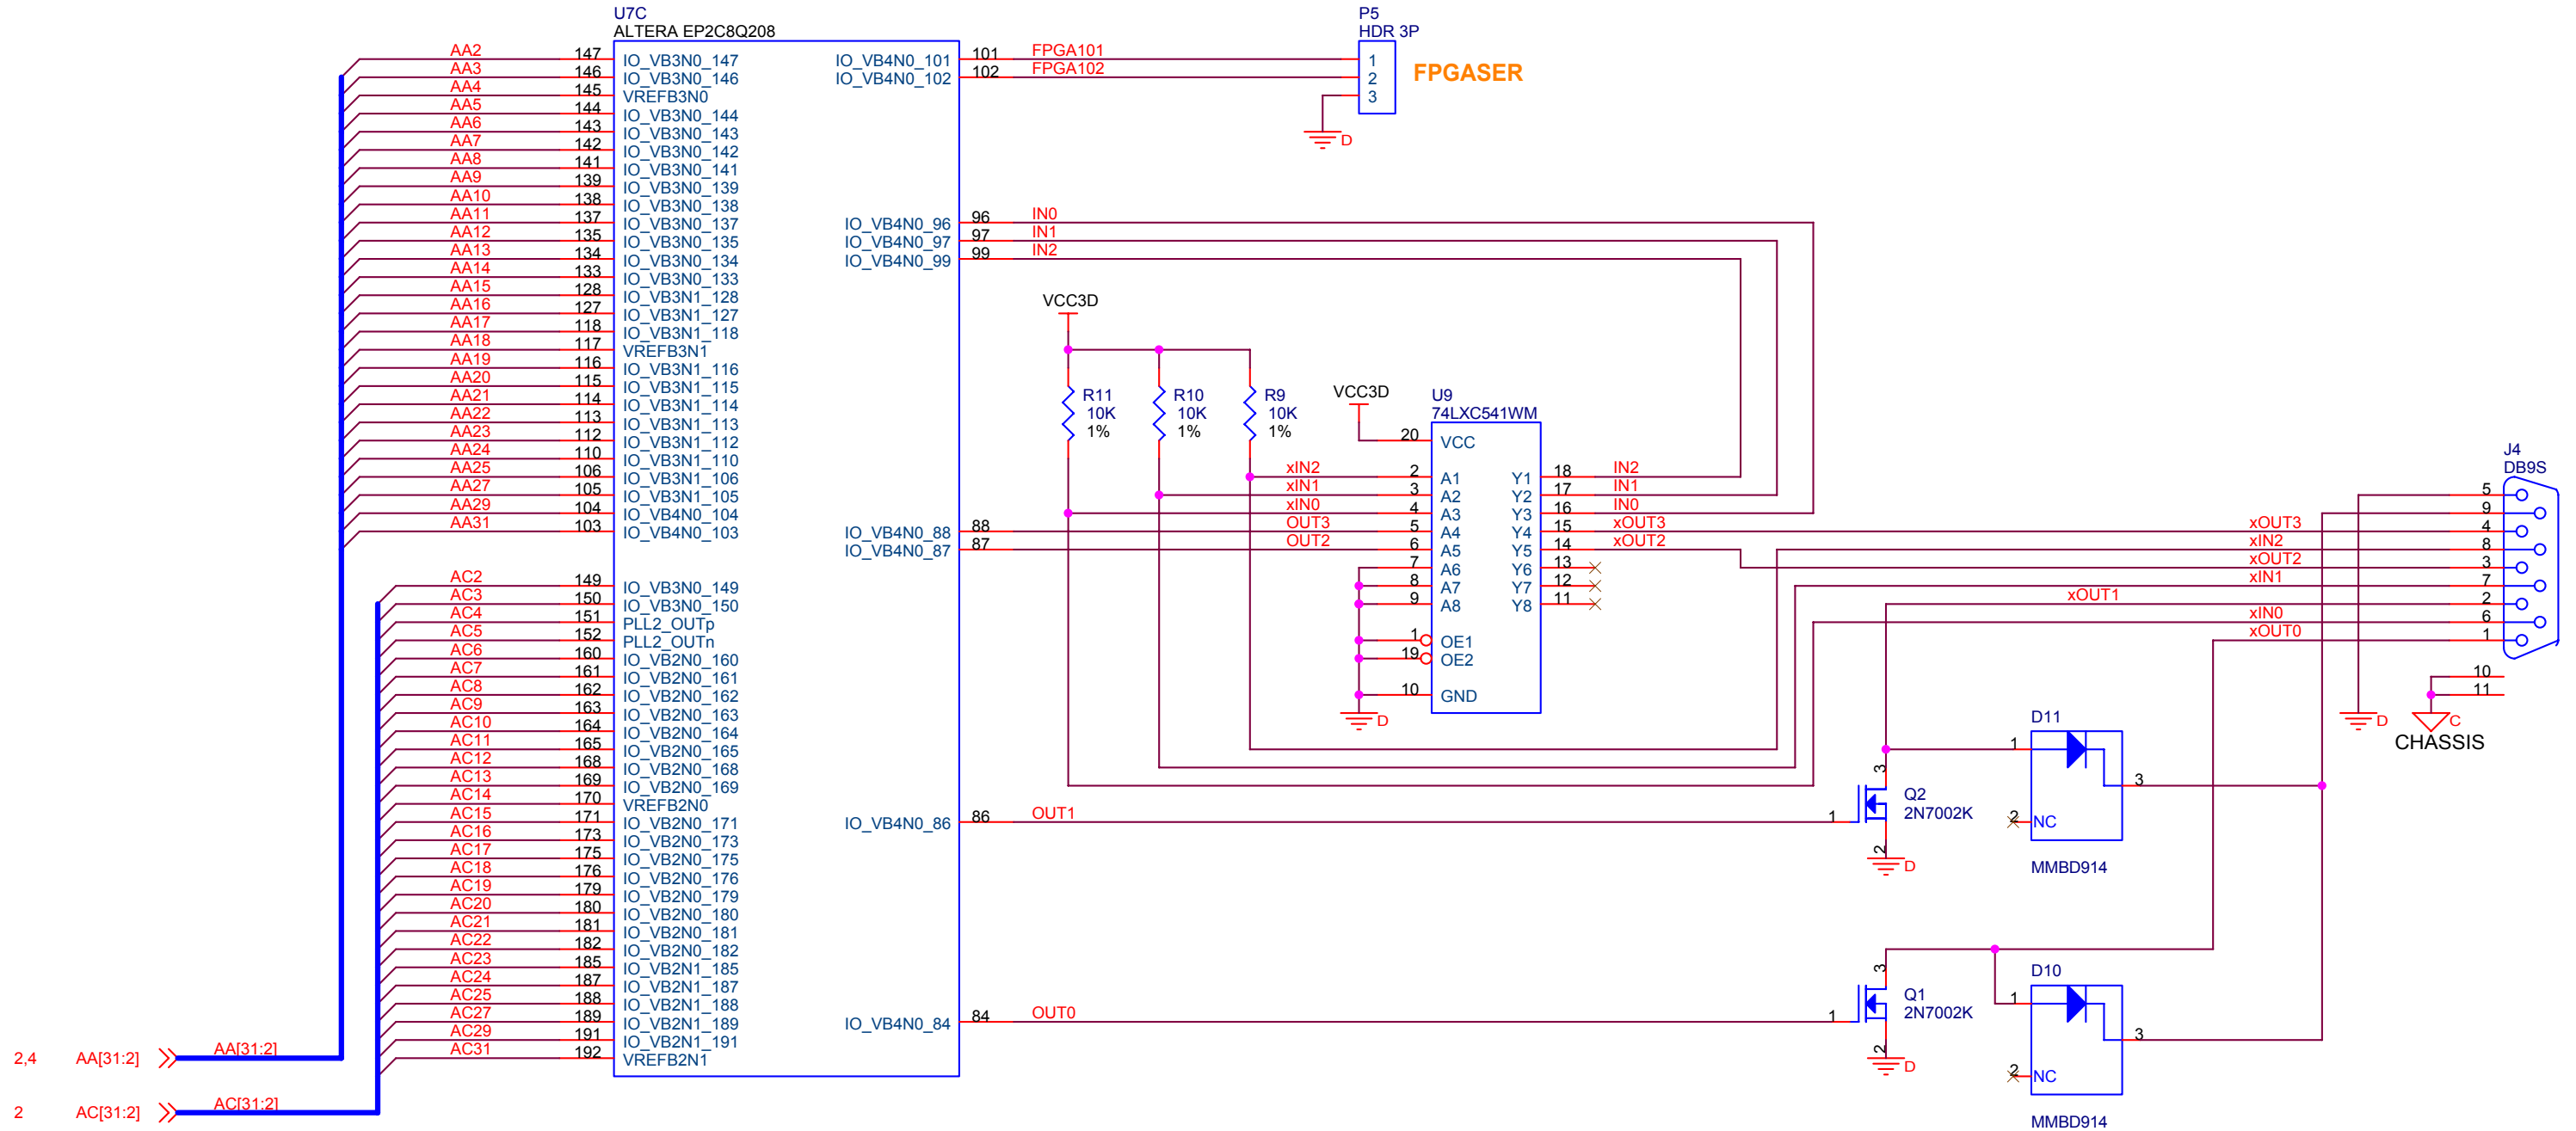 U7C
ALTERA EP2C8Q208
P5
HDR 3P
FPGASER
AA2 147 IO_VB3N0_147
AA3 146 IO_VB3N0_146
AA4 145 VREFB3N0
AA5 144 IO_VB3N0_144
AA6 143 IO_VB3N0_143
AA7 142 IO_VB3N0_142
AA8 141 IO_VB3N0_141
AA9 139 IO_VB3N0_139
AA10 138 IO_VB3N0_138
AA11 137 IO_VB3N0_137
AA12 135 IO_VB3N0_135
AA13 134 IO_VB3N0_134
AA14 133 IO_VB3N0_133
AA15 128 IO_VB3N1_128
AA16 127 IO_VB3N1_127
AA17 118 IO_VB3N1_118
AA18 117 VREFB3N1
AA19 116 IO_VB3N1_116
AA20 115 IO_VB3N1_115
AA21 114 IO_VB3N1_114
AA22 113 IO_VB3N1_113
AA23 112 IO_VB3N1_112
AA24 110 IO_VB3N1_110
AA25 106 IO_VB3N1_106
AA27 105 IO_VB3N1_105
AA29 104 IO_VB4N0_104
AA31 103 IO_VB4N0_103
AC2 149 IO_VB3N0_149
AC3 150 IO_VB3N0_150
AC4 151 PLL2_OUTp
AC5 152 PLL2_OUTn
AC6 160 IO_VB2N0_160
AC7 161 IO_VB2N0_161
AC8 162 IO_VB2N0_162
AC9 163 IO_VB2N0_163
AC10 164 IO_VB2N0_164
AC11 165 IO_VB2N0_165
AC12 168 IO_VB2N0_168
AC13 169 IO_VB2N0_169
AC14 170 VREFB2N0
AC15 171 IO_VB2N0_171
AC16 173 IO_VB2N0_173
AC17 175 IO_VB2N0_175
AC18 176 IO_VB2N0_176
AC19 179 IO_VB2N0_179
AC20 180 IO_VB2N0_180
AC21 181 IO_VB2N0_181
AC22 182 IO_VB2N0_182
AC23 185 IO_VB2N1_185
AC24 187 IO_VB2N1_187
AC25 188 IO_VB2N1_188
AC27 189 IO_VB2N1_189
AC29 191 IO_VB2N1_191
AC31 192 VREFB2N1
2,4 AA[31:2] AA[31:2]
2 AC[31:2] AC[31:2]
IO_VB4N0_101 101 FPGA101 1
IO_VB4N0_102 102 FPGA102 2
3
D
IO_VB4N0_96 96 IN0
IO_VB4N0_97 97 IN1
IO_VB4N0_99 99 IN2
IO_VB4N0_88 88 OUT3
IO_VB4N0_87 87 OUT2
IO_VB4N0_86 86 OUT1
IO_VB4N0_84 84 OUT0
VCC3D
R11
10K
1%
R10
10K
1%
R9
10K
1%
VCC3D
U9
74LXC541WM
20 VCC
xIN2 2 A1 Y1 18 IN2
xIN1 3 A2 Y2 17 IN1
xIN0 4 A3 Y3 16 IN0
5 A4 Y4 15 xOUT3
6 A5 Y5 14 xOUT2
7 A6 Y6 13
8 A7 Y7 12
9 A8 Y8 11
1 OE1
19 OE2
10 GND
D
J4
DB9S
5
9
xOUT3 4
xIN2 8
xOUT2 3
xIN1 7
xOUT1 2
xIN0 6
xOUT0 1
10
11
D
C
CHASSIS
D11
1
3
2 NC
MMBD914
3
Q2
2N7002K
1
2
D
D10
1
3
2 NC
MMBD914
3
Q1
2N7002K
1
2
D